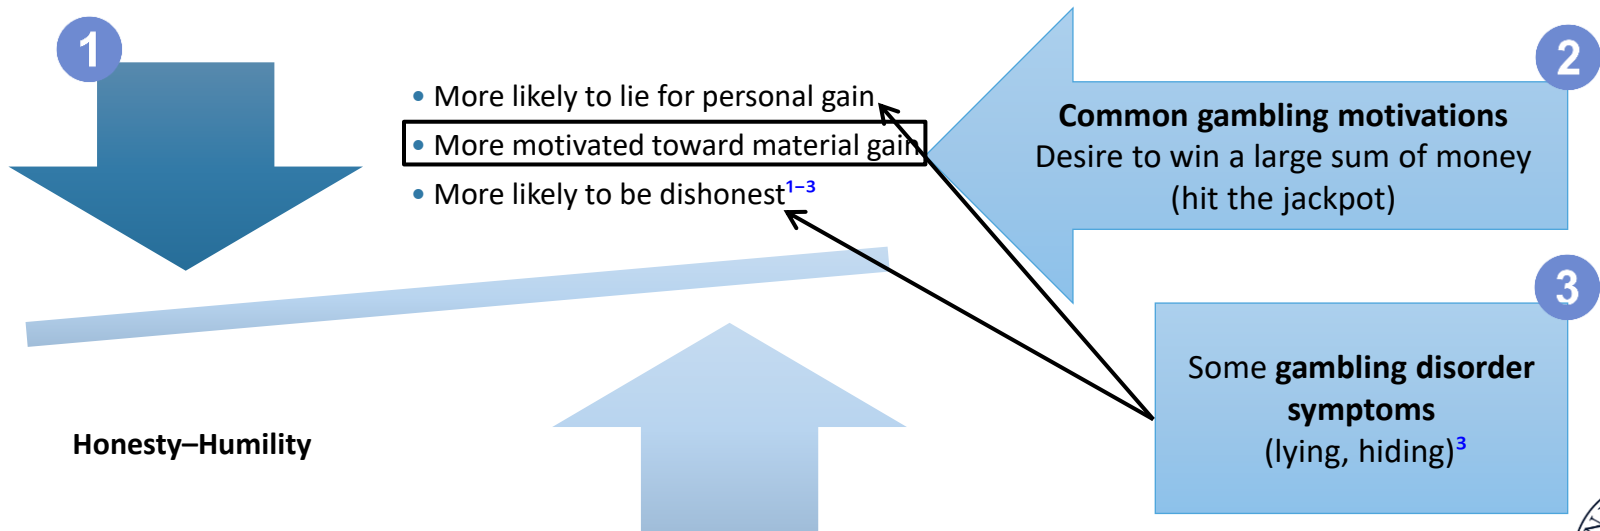 1
• More likely to lie for personal gain
• More motivated toward material gain
• More likely to be dishonest1–3
Honesty–Humility
2
Common gambling motivations
Desire to win a large sum of money
(hit the jackpot)
3
Some gambling disorder
symptoms
(lying, hiding)3